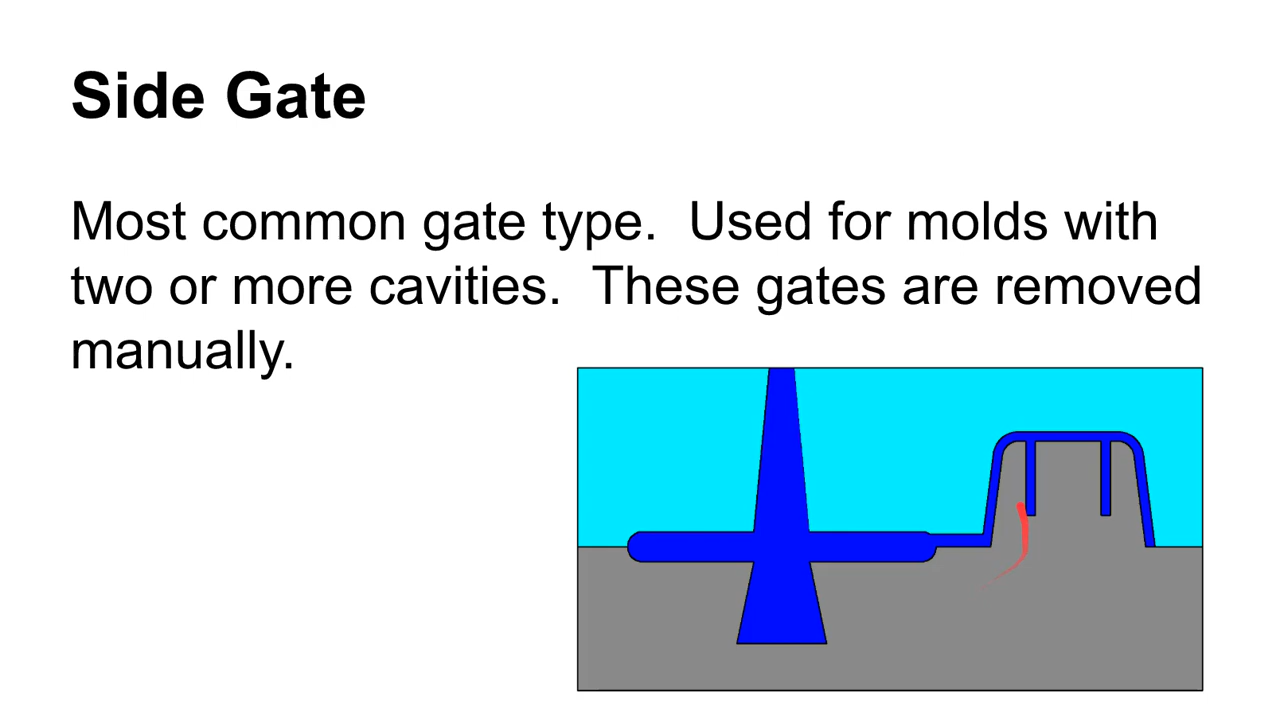 Side Gate
Most common gate type.  Used for molds with
two or more cavities.  These gates are removed
manually.